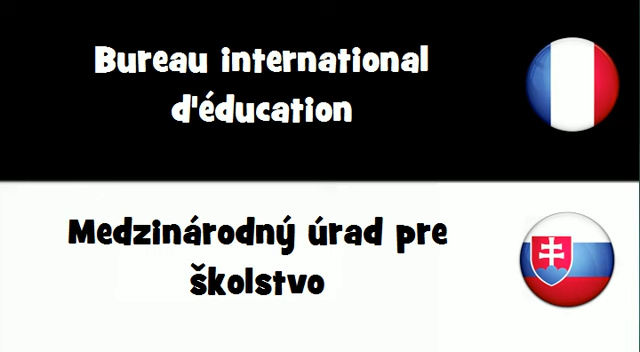 Bureau international
d'éducation
Medzinárodný úrad pre
školstvo